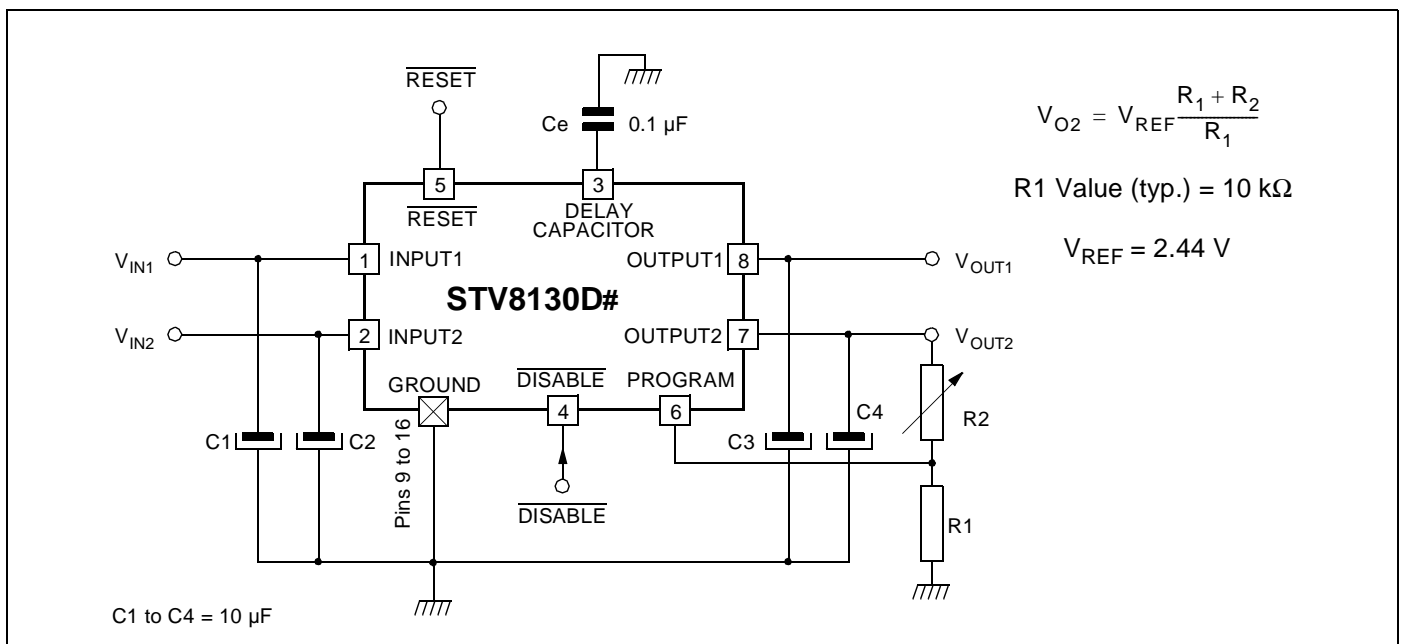 RESET
Ce 0.1 µF
5
3
RESET
DELAY
CAPACITOR
V_IN1
1
INPUT1
OUTPUT1
8
V_OUT1
STV8130D#
V_IN2
2
INPUT2
OUTPUT2
7
V_OUT2
GROUND
DISABLE
PROGRAM
4
6
Pins 9 to 16
C1
C2
C3
C4
R2
DISABLE
R1
C1 to C4 = 10 µF
V_O2 = V_REF (R_1 + R_2) / R_1
R1 Value (typ.) = 10 kΩ
V_REF = 2.44 V